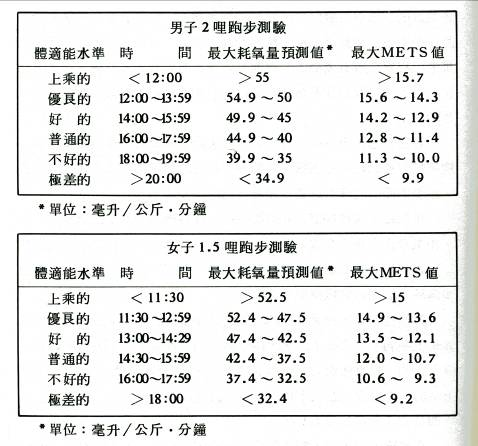 男子2哩跑步測驗
體適能水準 時 間 最大耗氧量預測值* 最大METS值
上乘的 <12:00 >55 >15.7
優良的 12:00~13:59 54.9~50 15.6~14.3
好 的 14:00~15:59 49.9~45 14.2~12.9
普通的 16:00~17:59 44.9~40 12.8~11.4
不好的 18:00~19:59 39.9~35 11.3~10.0
極差的 >20:00 <34.9 < 9.9
*單位:毫升/公斤·分鐘
女子1.5哩跑步測驗
體適能水準 時 間 最大耗氧量預測值* 最大METS值
上乘的 <11:30 >52.5 >15
優良的 11:30~12:59 52.4~47.5 14.9~13.6
好 的 13:00~14:29 47.4~42.5 13.5~12.1
普通的 14:30~15:59 42.4~37.5 12.0~10.7
不好的 16:00~17:59 37.4~32.5 10.6~ 9.3
極差的 >18:00 <32.4 <9.2
*單位:毫升/公斤·分鐘